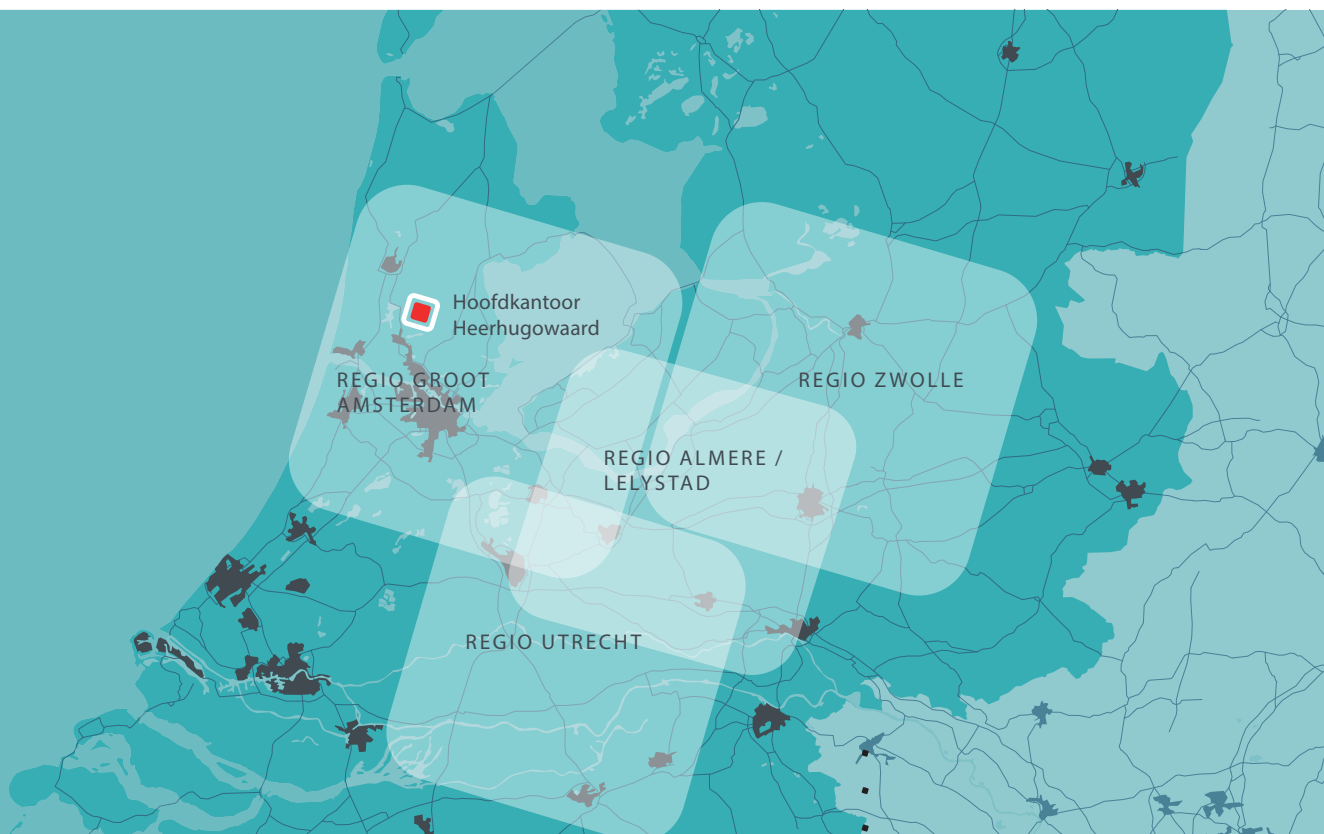 Hoofdkantoor
Heerhugowaard
REGIO GROOT
AMSTERDAM
REGIO ZWOLLE
REGIO ALMERE /
LELYSTAD
REGIO UTRECHT